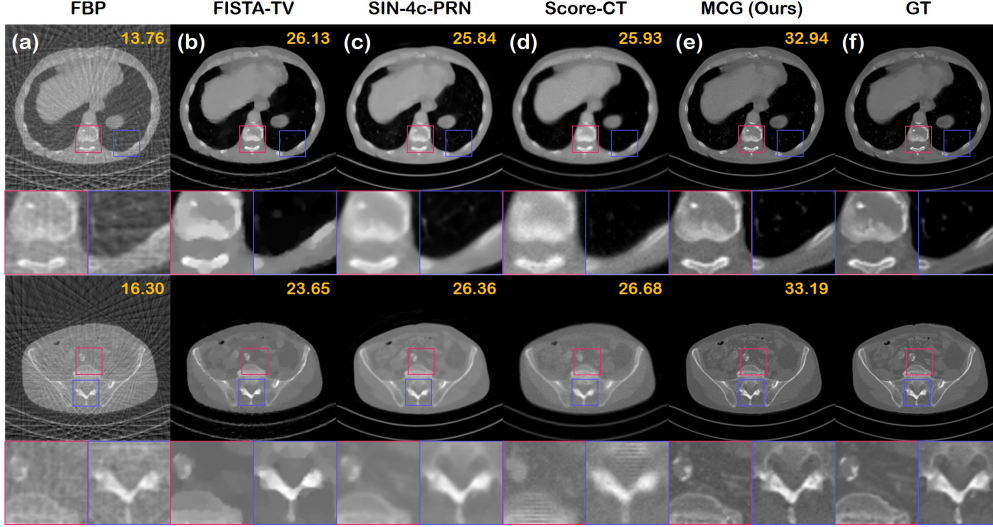 FBP FISTA-TV SIN-4c-PRN Score-CT MCG (Ours) GT
(a) 13.76 (b) 26.13 (c) 25.84 (d) 25.93 (e) 32.94 (f)
16.30 23.65 26.36 26.68 33.19